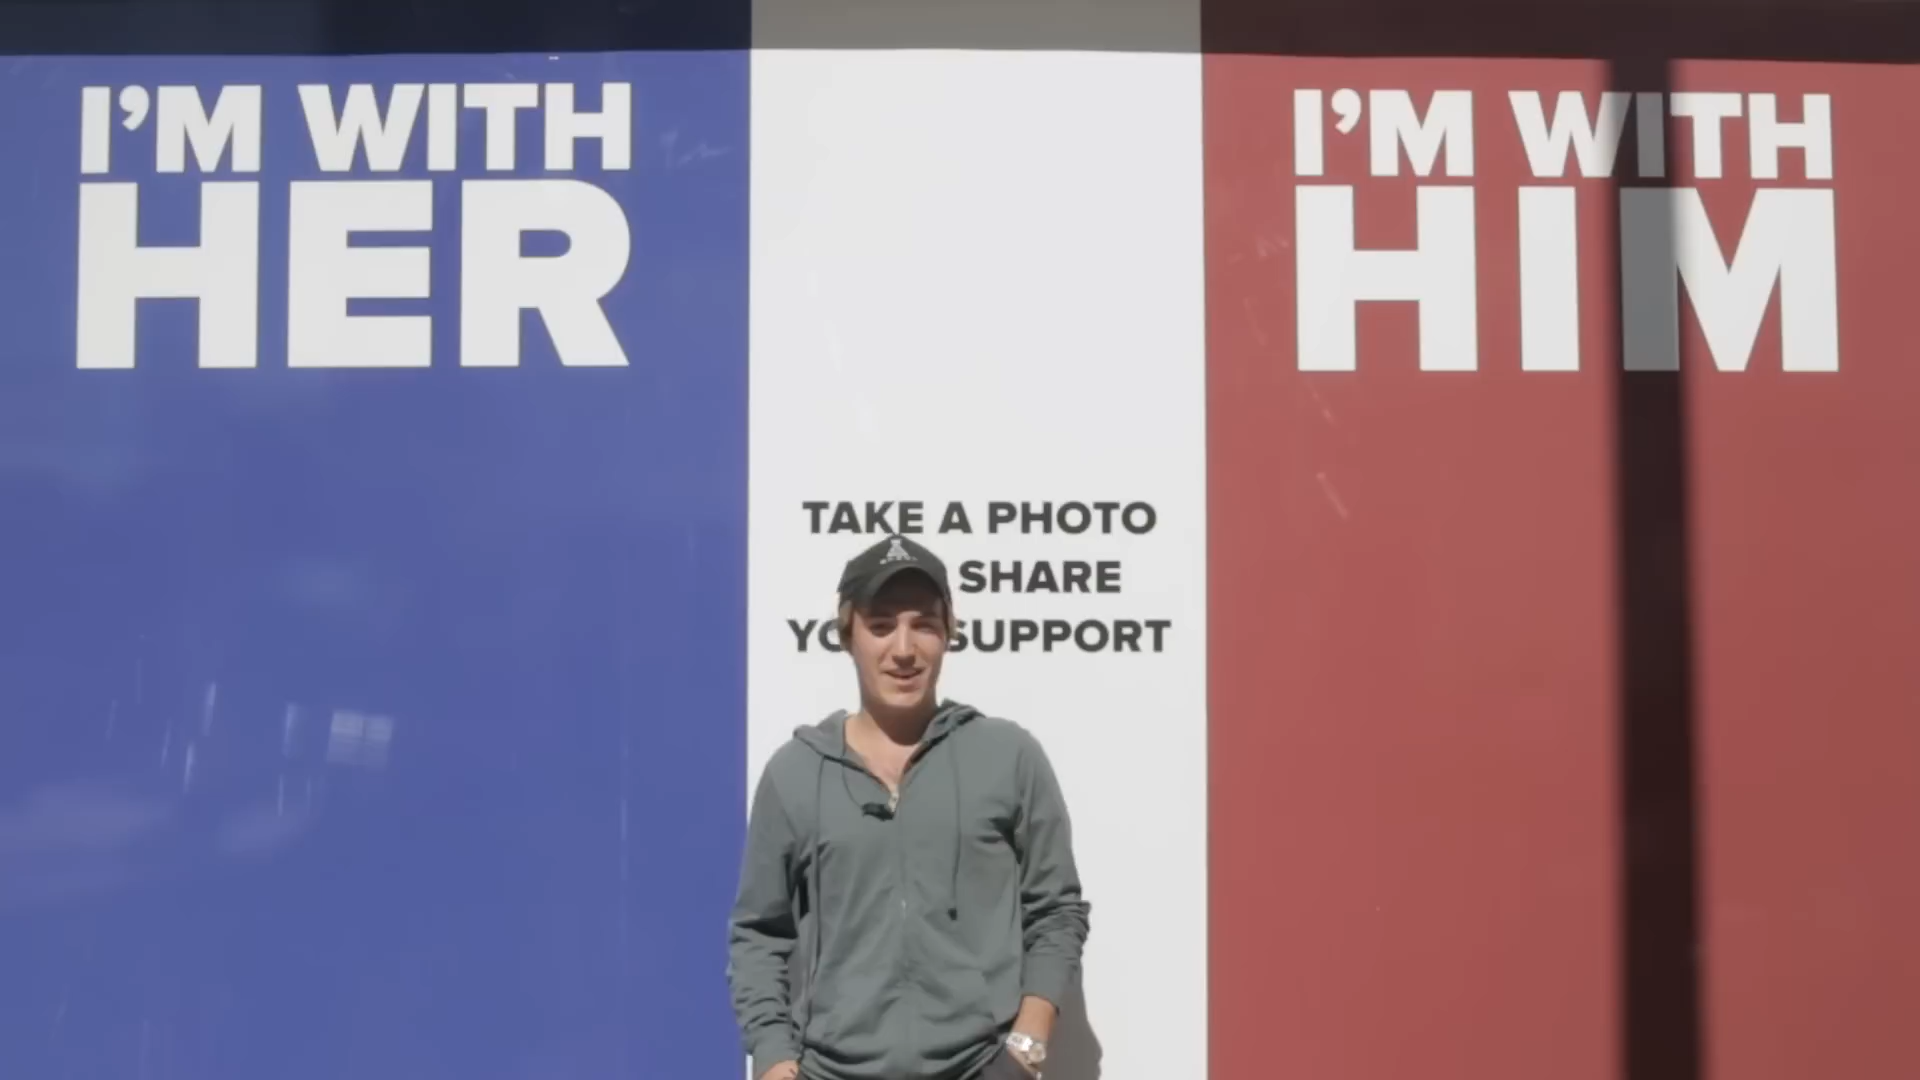 I'M WITH
HER
TAKE A PHOTO
SHARE
SUPPORT
I'M WITH
HIM